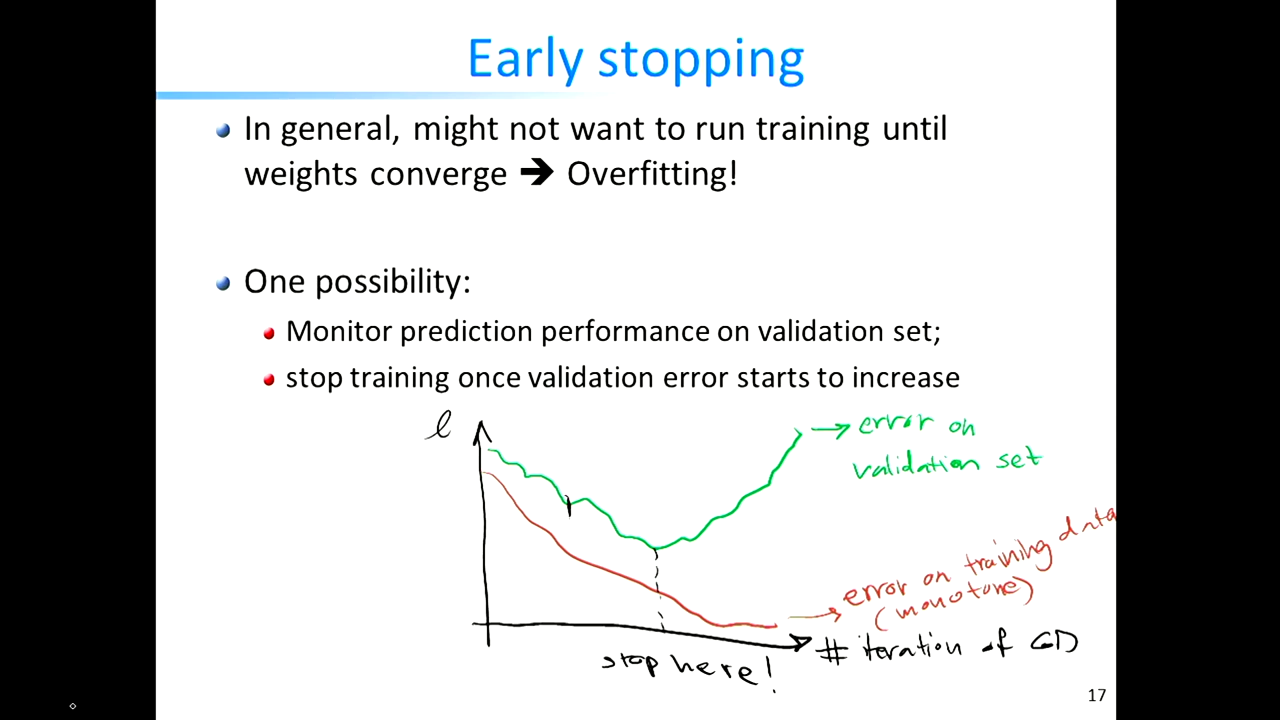 Early stopping
In general, might not want to run training until
weights converge ➔ Overfitting!
One possibility:
Monitor prediction performance on validation set;
stop training once validation error starts to increase
ℓ
error on
validation set
error on training data
(monotone)
# iteration of GD
stop here!
17